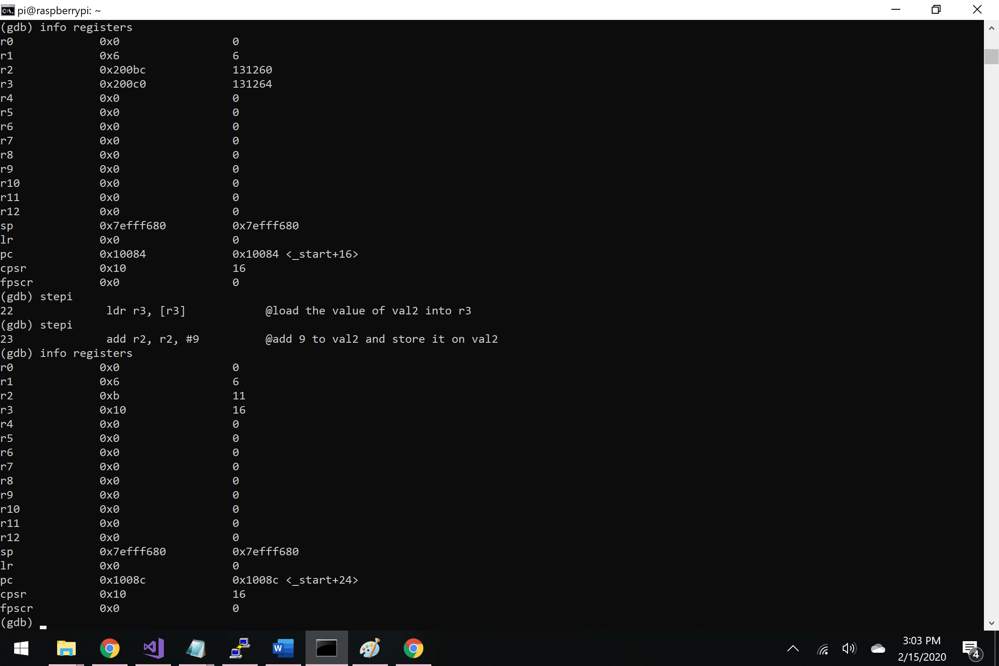 pi@raspberrypi: ~
(gdb) info registers
r0 0x0 0
r1 0x6 6
r2 0x200bc 131260
r3 0x200c0 131264
r4 0x0 0
r5 0x0 0
r6 0x0 0
r7 0x0 0
r8 0x0 0
r9 0x0 0
r10 0x0 0
r11 0x0 0
r12 0x0 0
sp 0x7efff680 0x7efff680
lr 0x0 0
pc 0x10084 0x10084 <_start+16>
cpsr 0x10 16
fpscr 0x0 0
(gdb) stepi
22 ldr r3, [r3] @load the value of val2 into r3
(gdb) stepi
23 add r2, r2, #9 @add 9 to val2 and store it on val2
(gdb) info registers
r0 0x0 0
r1 0x6 6
r2 0xb 11
r3 0x10 16
r4 0x0 0
r5 0x0 0
r6 0x0 0
r7 0x0 0
r8 0x0 0
r9 0x0 0
r10 0x0 0
r11 0x0 0
r12 0x0 0
sp 0x7efff680 0x7efff680
lr 0x0 0
pc 0x1008c 0x1008c <_start+24>
cpsr 0x10 16
fpscr 0x0 0
(gdb)
3:03 PM
2/15/2020
4